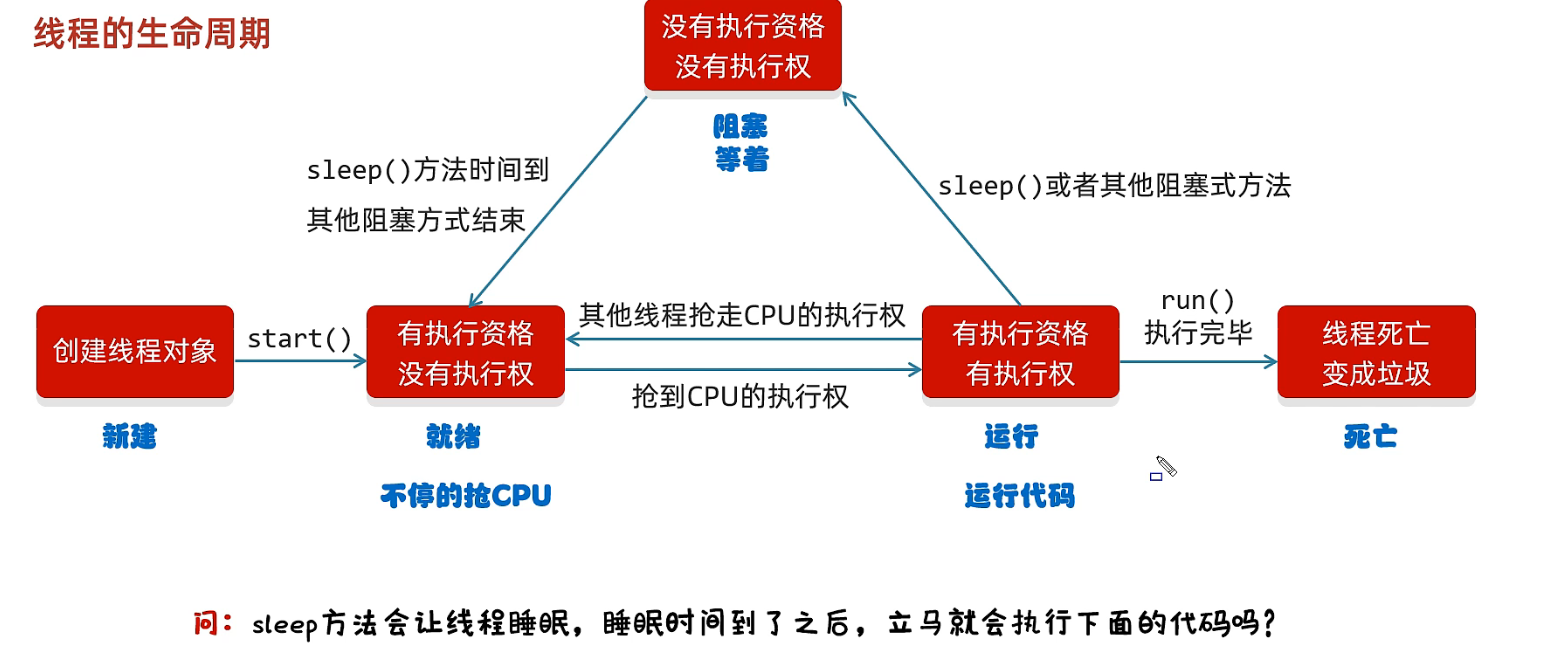 线程的生命周期
没有执行资格
没有执行权
阻塞
等着
sleep()方法时间到
其他阻塞方式结束
sleep()或者其他阻塞式方法
创建线程对象
新建
start()
有执行资格
没有执行权
就绪
不停的抢CPU
其他线程抢走CPU的执行权
抢到CPU的执行权
有执行资格
有执行权
运行
运行代码
run()
执行完毕
线程死亡
变成垃圾
死亡
问：sleep方法会让线程睡眠，睡眠时间到了之后，立马就会执行下面的代码吗？